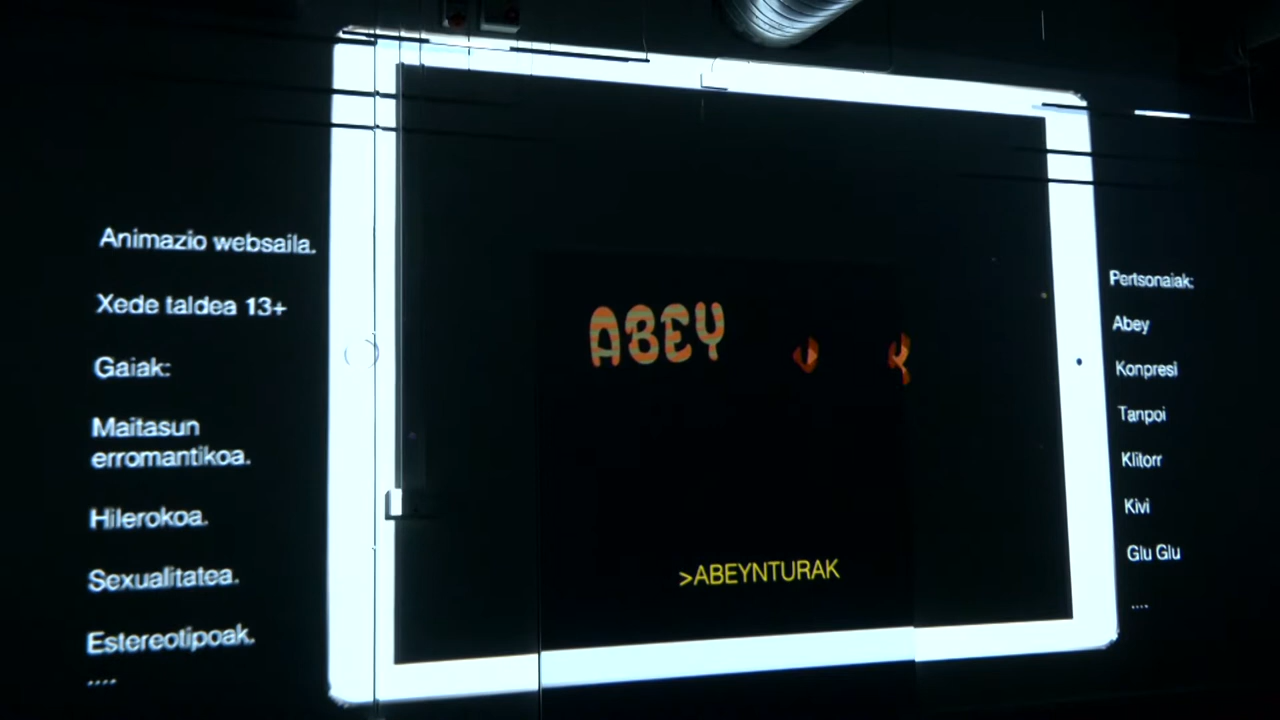 Animazio websaila.
Xede taldea 13+
Gaiak:
Maitasun
erromantikoa.
Hilerokoa.
Sexualitatea.
Estereotipoak.
....
ABEY
>ABEYNTURAK
Pertsonaiak:
Abey
Konpresi
Tanpoi
Klitorr
Kivi
Glu Glu
....